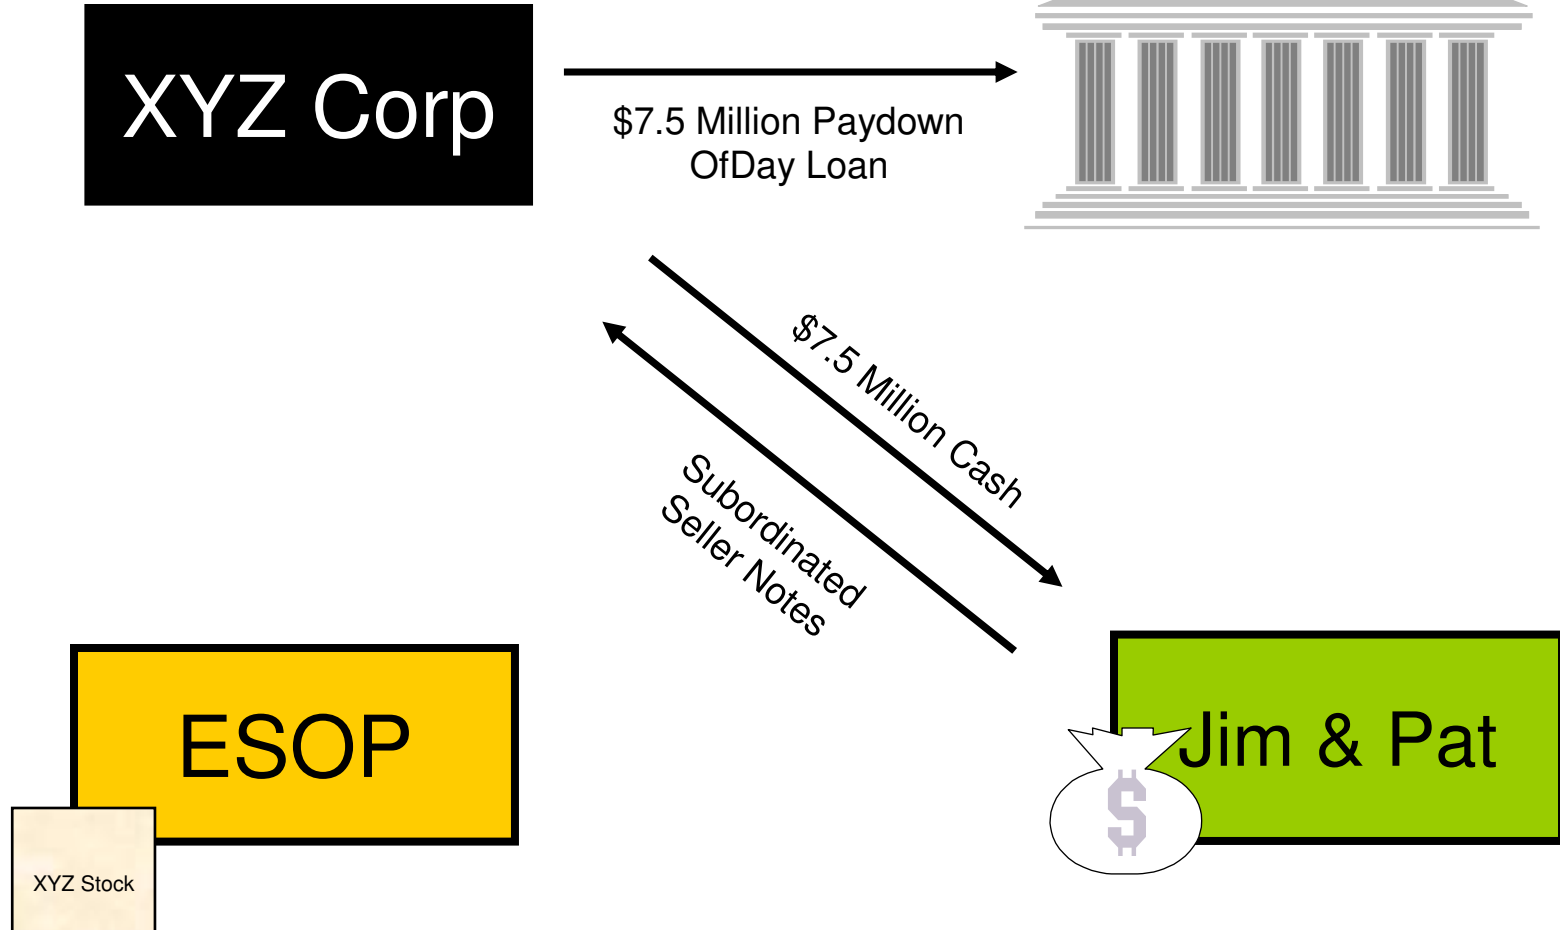 XYZ Corp
$7.5 Million Paydown
OfDay Loan
$7.5 Million Cash
Subordinated
Seller Notes
ESOP
XYZ Stock
Jim & Pat
$